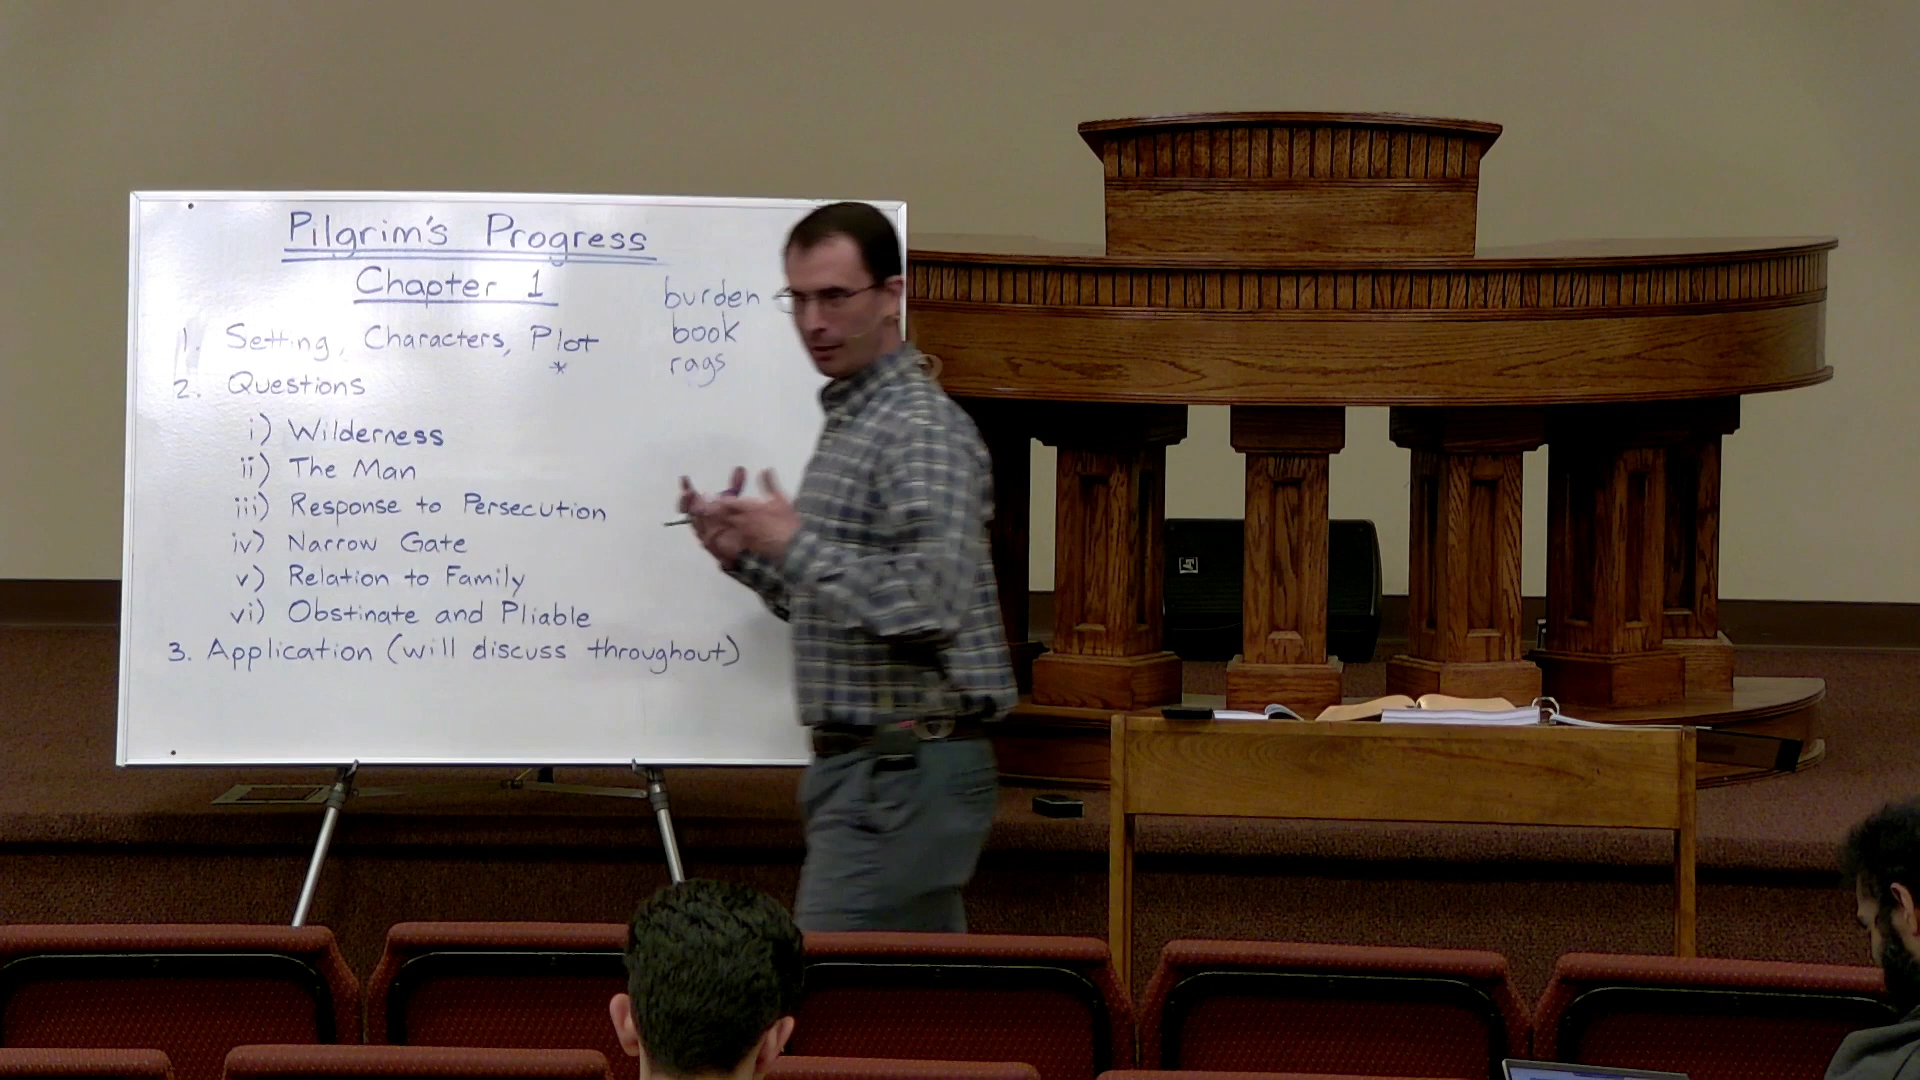 Pilgrim's Progress
Chapter 1
burden
book
rags
1. Setting, Characters, Plot
*
2. Questions
i) Wilderness
ii) The Man
iii) Response to Persecution
iv) Narrow Gate
v) Relation to Family
vi) Obstinate and Pliable
3. Application (will discuss throughout)